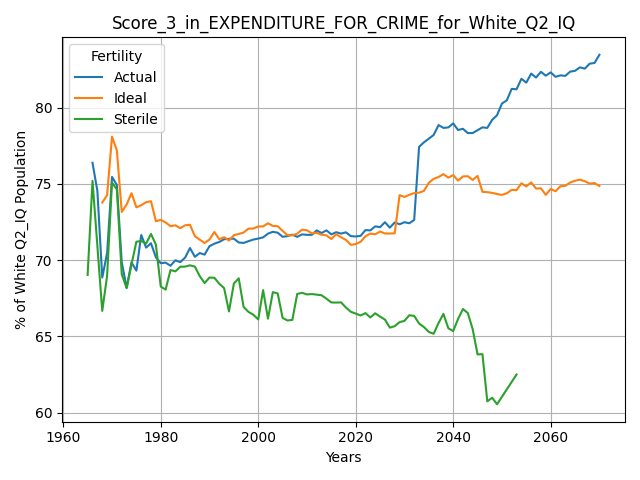 Score_3_in_EXPENDITURE_FOR_CRIME_for_White_Q2_IQ
Fertility
Actual
Ideal
Sterile
% of White Q2_IQ Population
80
75
70
65
60
1960
1980
2000
2020
2040
2060
Years